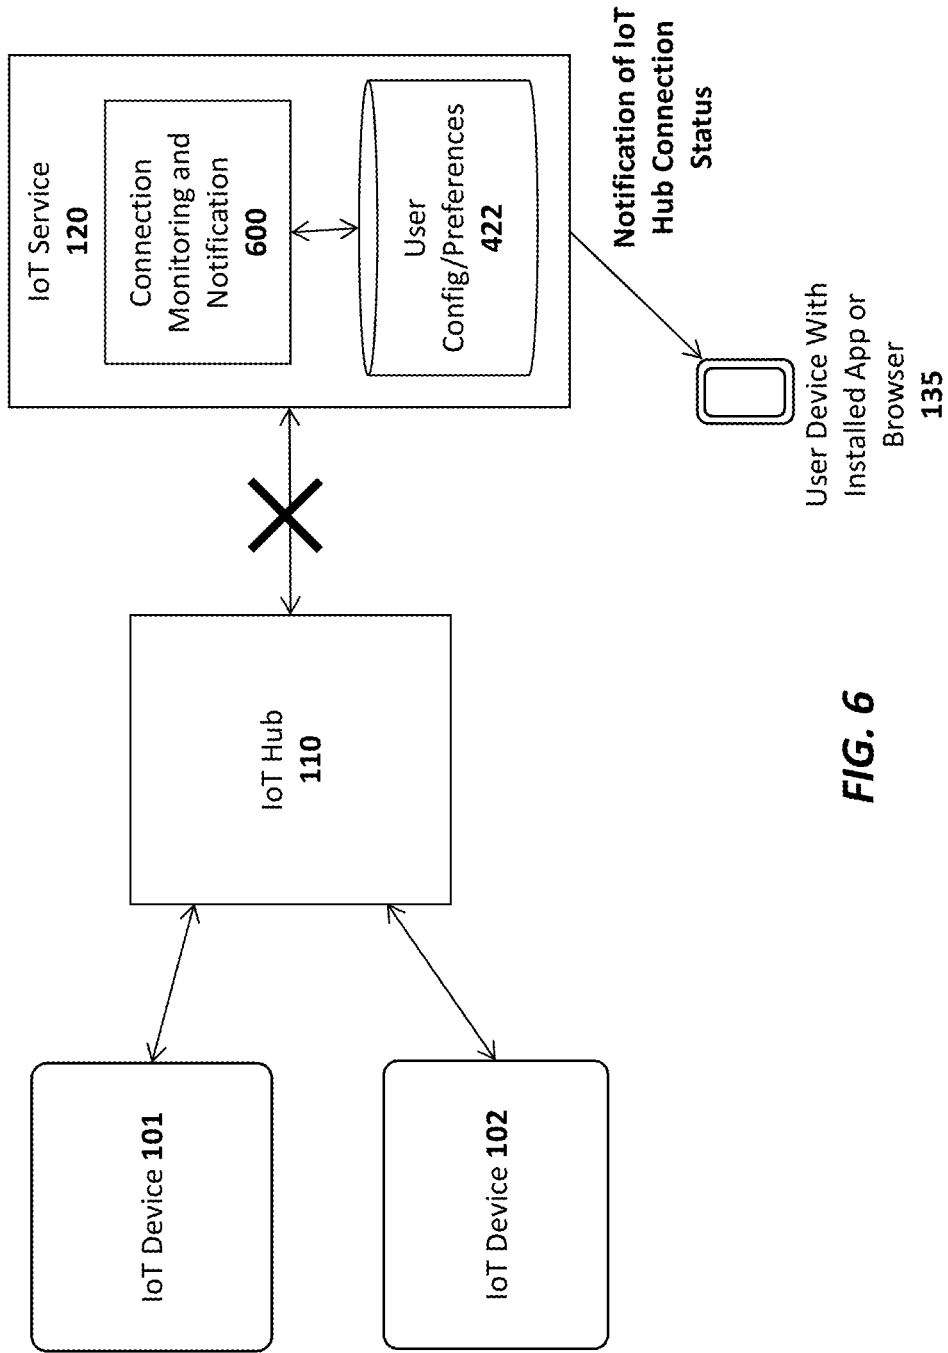 IoT Service
120
Connection
Monitoring and
Notification
600
User
Config/Preferences
422
Notification of IoT
Hub Connection
Status
User Device With
Installed App or
Browser
135
IoT Hub
110
IoT Device 101
IoT Device 102
FIG. 6